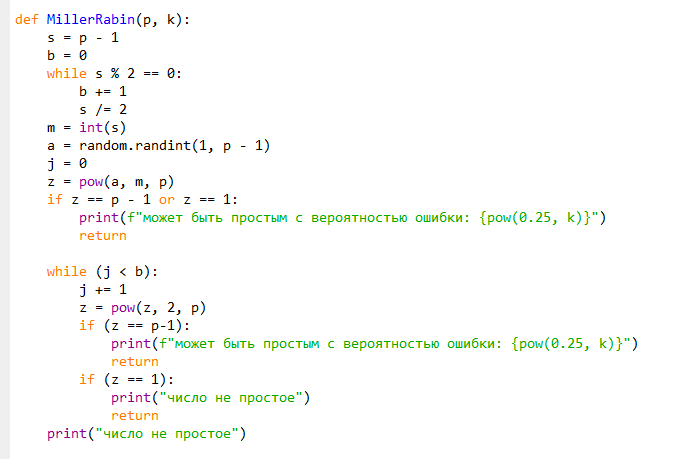 def MillerRabin(p, k):
    s = p - 1
    b = 0
    while s % 2 == 0:
        b += 1
        s /= 2
    m = int(s)
    a = random.randint(1, p - 1)
    j = 0
    z = pow(a, m, p)
    if z == p - 1 or z == 1:
        print(f"может быть простым с вероятностью ошибки: {pow(0.25, k)}")
        return
    while (j < b):
        j += 1
        z = pow(z, 2, p)
        if (z == p-1):
            print(f"может быть простым с вероятностью ошибки: {pow(0.25, k)}")
            return
        if (z == 1):
            print("число не простое")
            return
    print("число не простое")